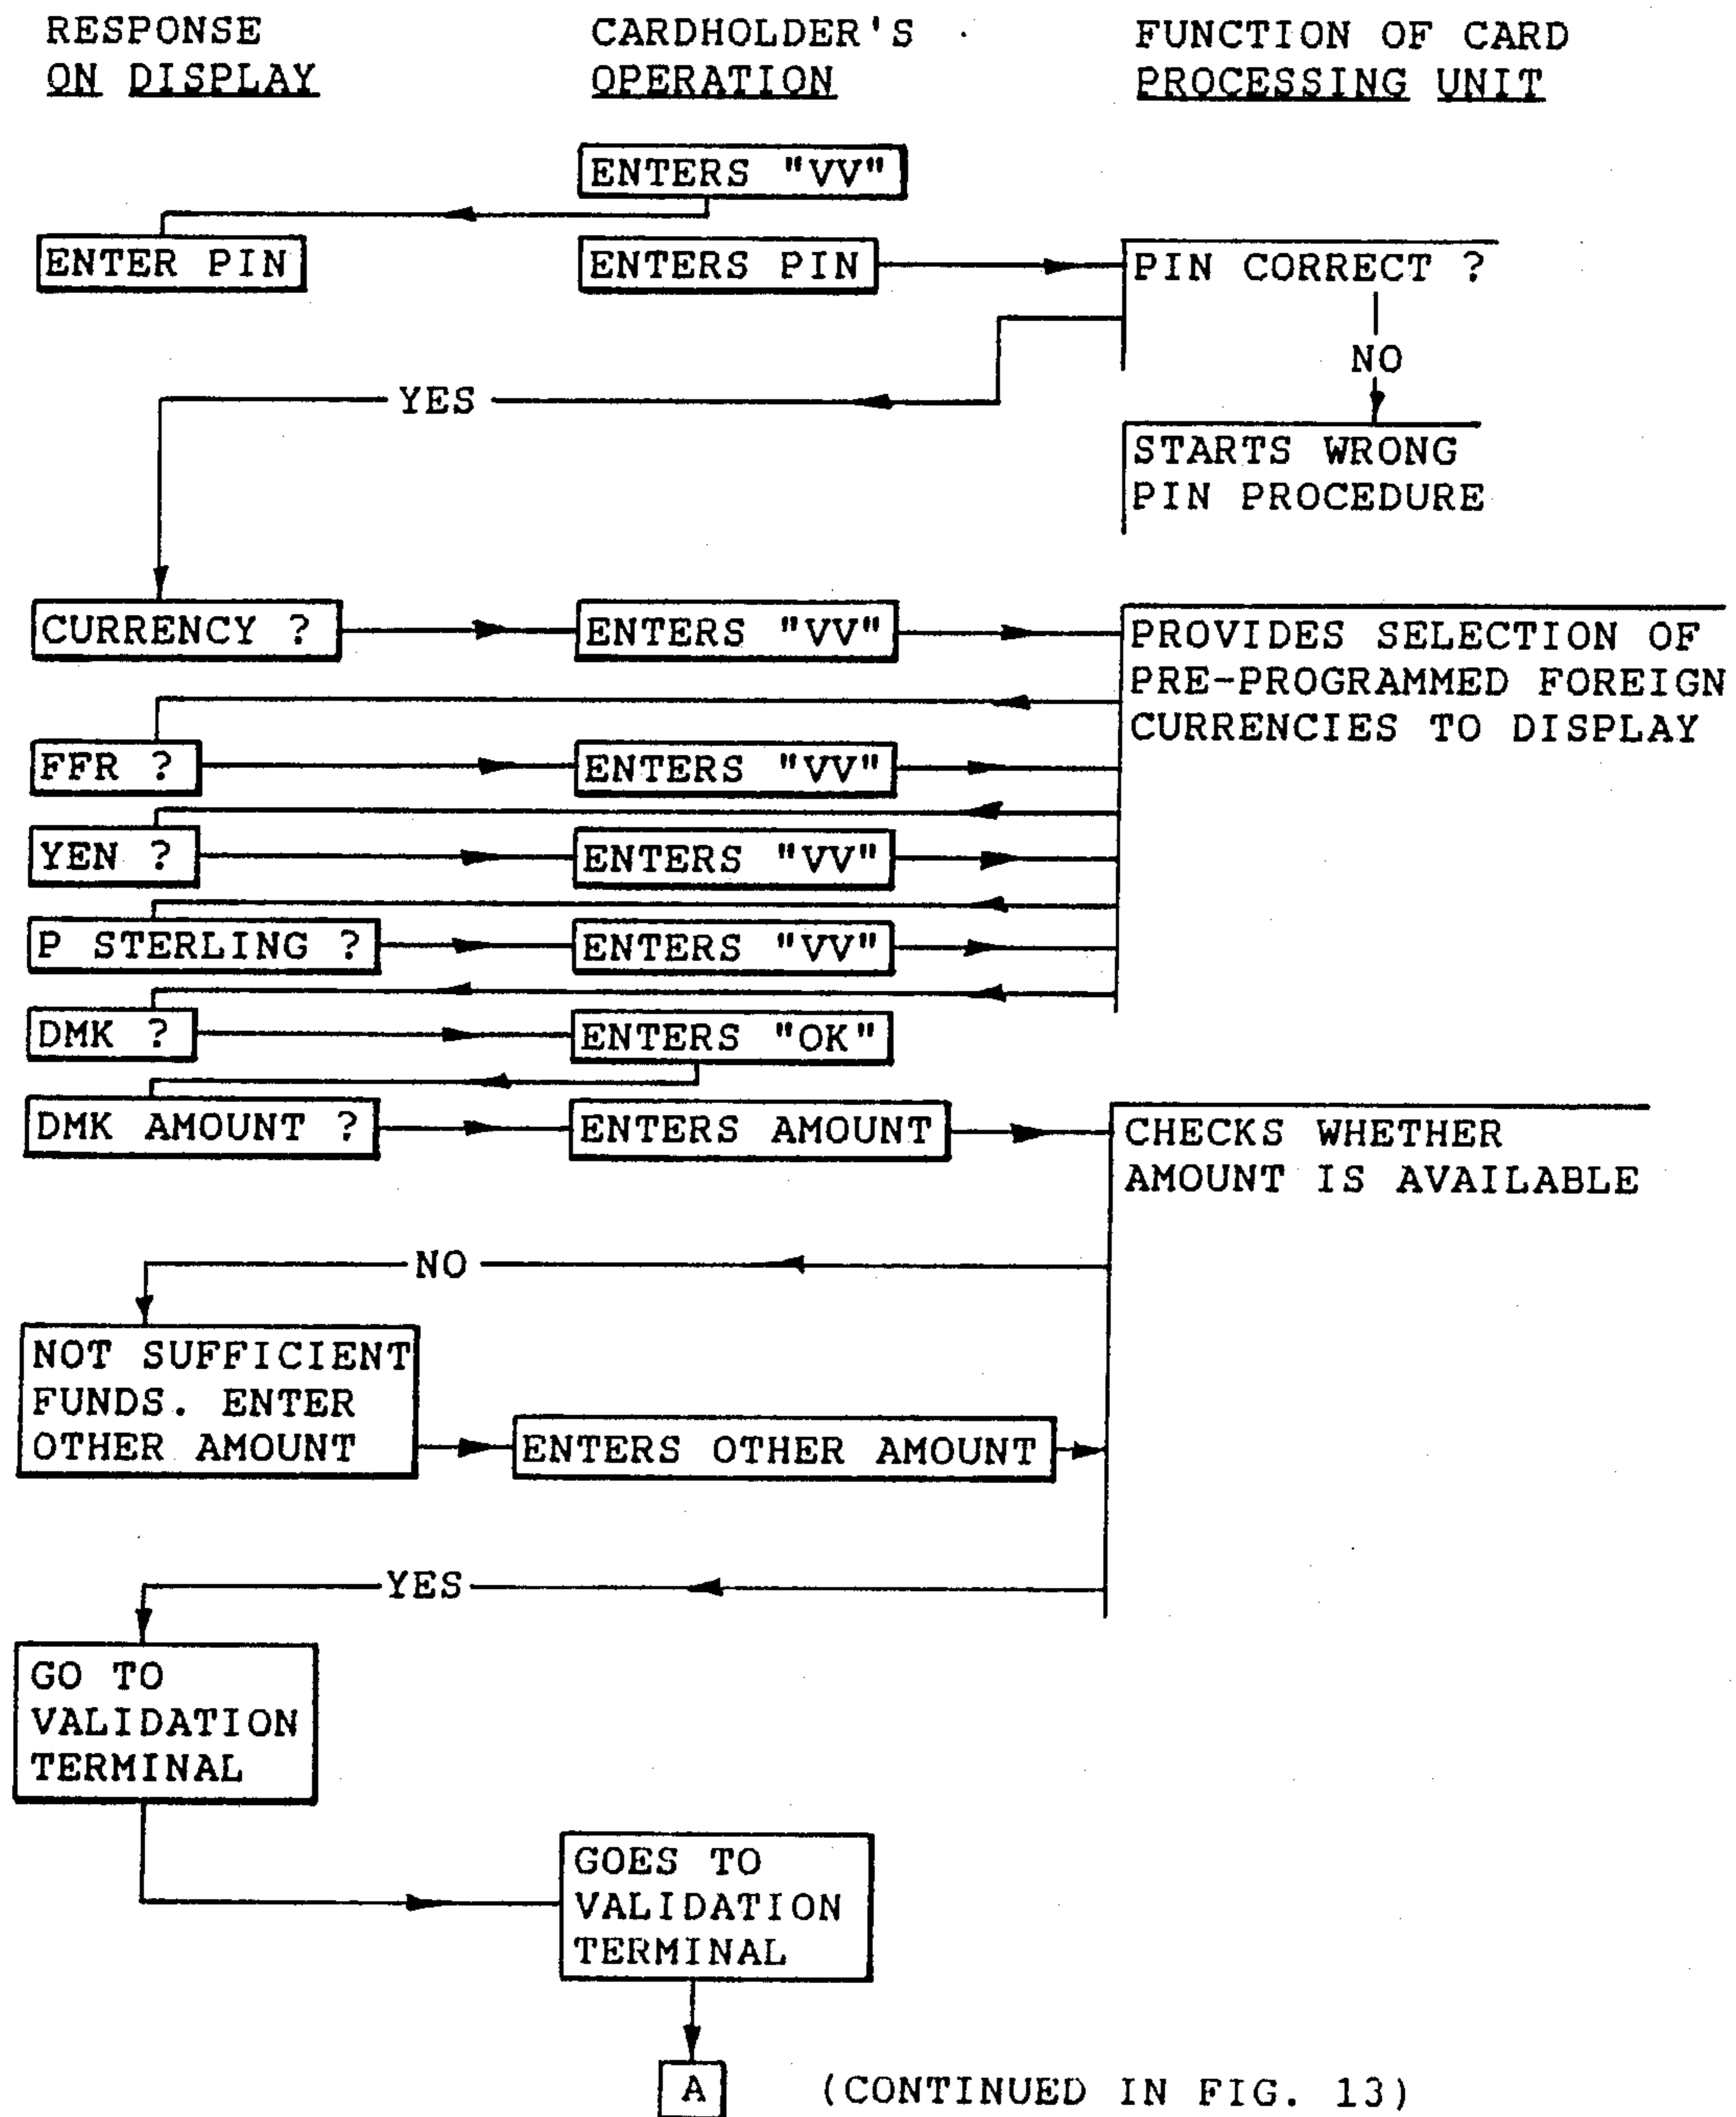 RESPONSE
ON DISPLAY
CARDHOLDER'S
OPERATION
FUNCTION OF CARD
PROCESSING UNIT
ENTERS "VV"
ENTER PIN
ENTERS PIN
PIN CORRECT ?
NO
YES
STARTS WRONG
PIN PROCEDURE
CURRENCY ?
ENTERS "VV"
PROVIDES SELECTION OF
PRE-PROGRAMMED FOREIGN
CURRENCIES TO DISPLAY
FFR ?
ENTERS "VV"
YEN ?
ENTERS "VV"
P STERLING ?
ENTERS "VV"
DMK ?
ENTERS "OK"
DMK AMOUNT ?
ENTERS AMOUNT
CHECKS WHETHER
AMOUNT IS AVAILABLE
NO
NOT SUFFICIENT
FUNDS. ENTER
OTHER AMOUNT
ENTERS OTHER AMOUNT
YES
GO TO
VALIDATION
TERMINAL
GOES TO
VALIDATION
TERMINAL
A
(CONTINUED IN FIG. 13)